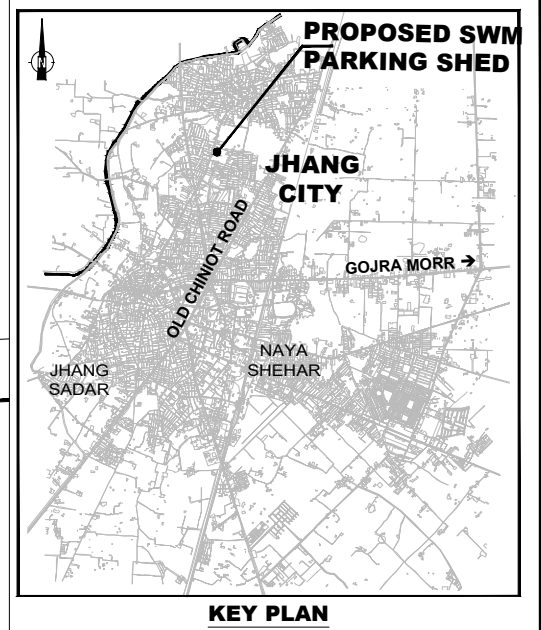 PROPOSED SWM
PARKING SHED
N
JHANG
CITY
OLD CHINIOT ROAD
GOJRA MORR →
NAYA
SHEHAR
JHANG
SADAR
KEY PLAN